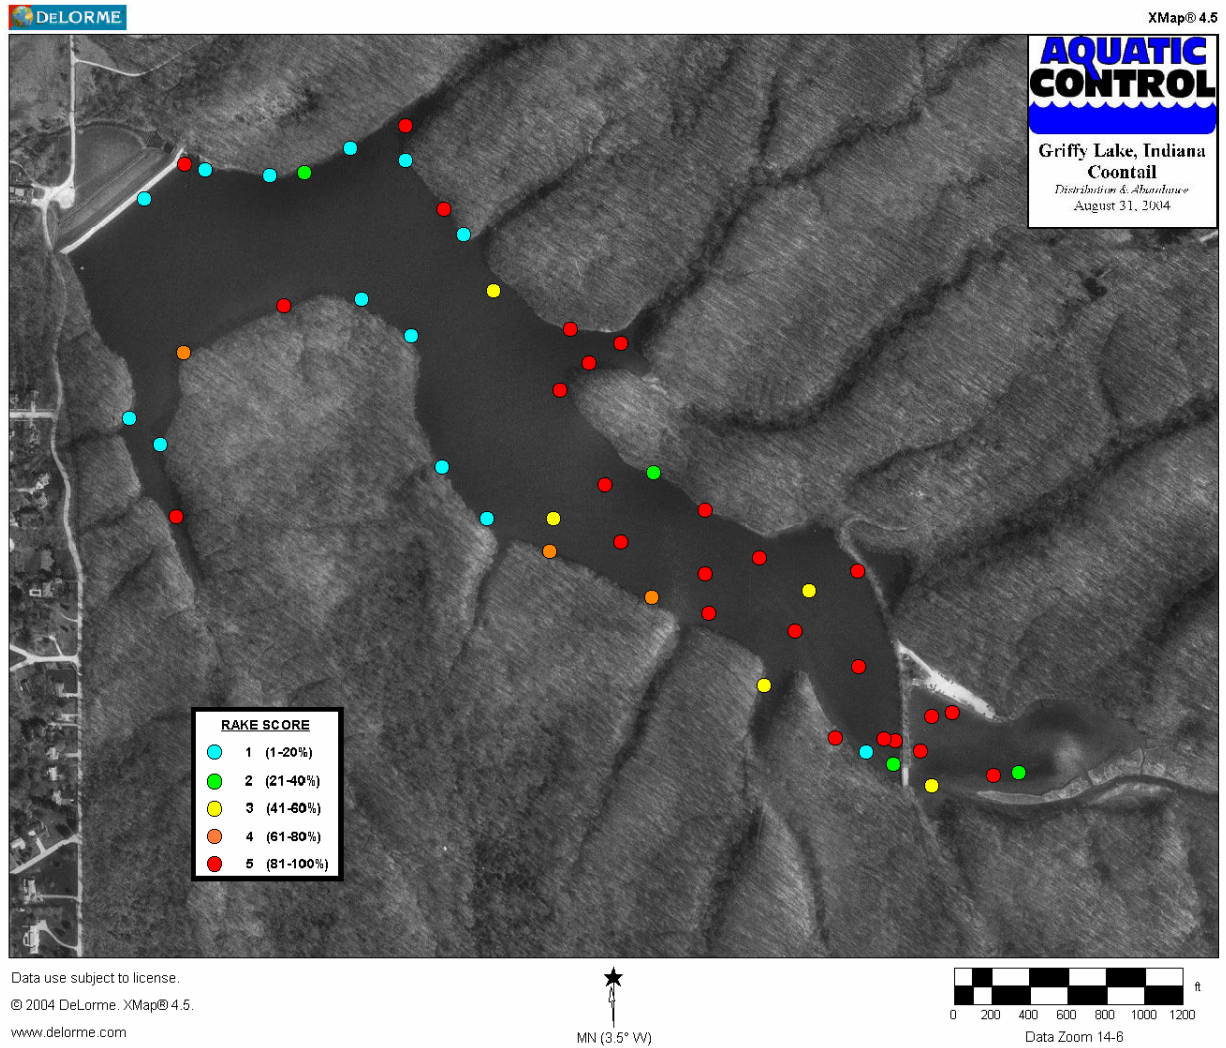 DELORME
XMap® 4.5
AQUATIC
CONTROL
Griffy Lake, Indiana
Coontail
Distribution & Abundance
August 31, 2004
RAKE SCORE
1 (1-20%)
2 (21-40%)
3 (41-60%)
4 (61-80%)
5 (81-100%)
Data use subject to license.
© 2004 DeLorme. XMap® 4.5.
www.delorme.com
MN (3.5° W)
ft
0 200 400 600 800 1000 1200
Data Zoom 14-6